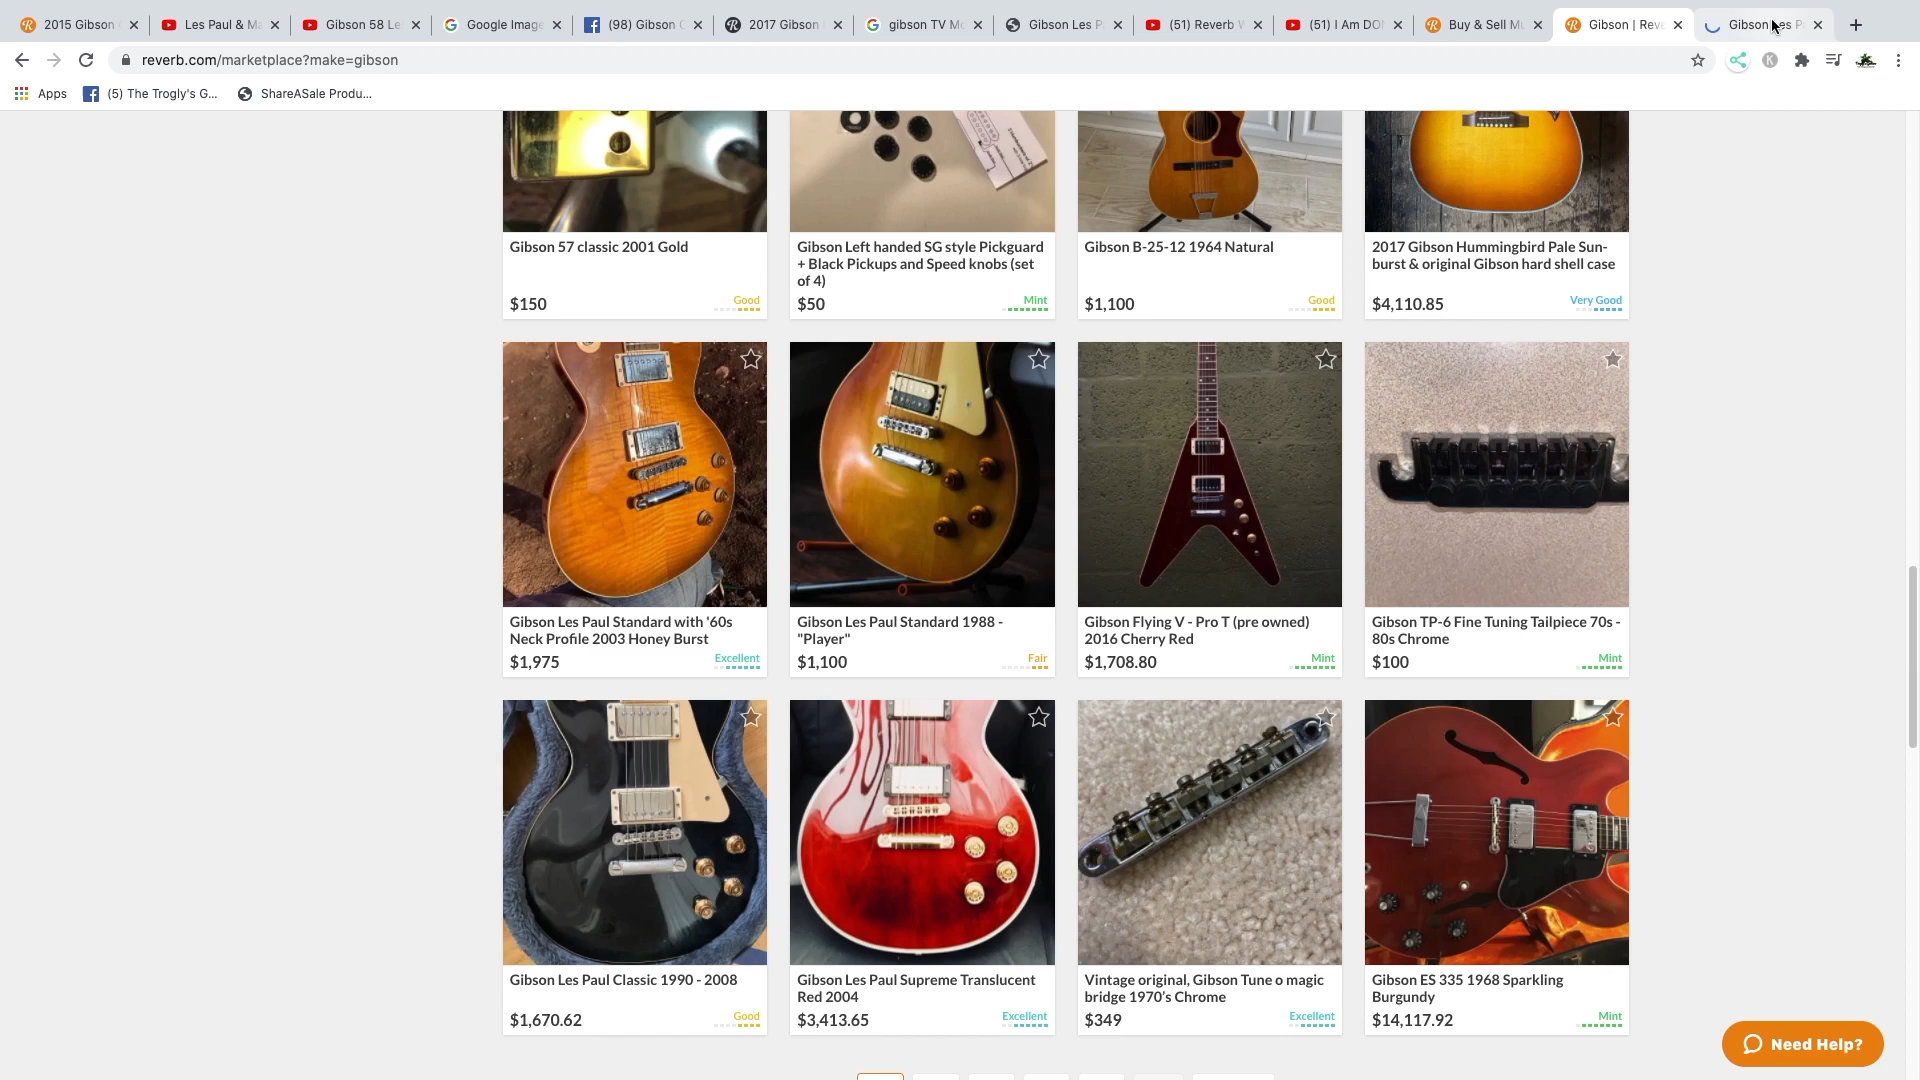 2015 Gibson
Les Paul & M
Gibson 58 Le
Google Image
(98) Gibson
2017 Gibson
gibson TV Mo
Gibson Les P
(51) Reverb
(51) I Am DO
Buy & Sell M
Gibson | Rev
Gibson Les P
reverb.com/marketplace?make=gibson
Apps
(5) The Trogly's G...
ShareASale Produ...
Gibson 57 classic 2001 Gold
$150
Good
Gibson Left handed SG style Pickguard
+ Black Pickups and Speed knobs (set
of 4)
$50
Mint
Gibson B-25-12 1964 Natural
$1,100
Good
2017 Gibson Hummingbird Pale Sun-
burst & original Gibson hard shell case
$4,110.85
Very Good
Gibson Les Paul Standard with '60s
Neck Profile 2003 Honey Burst
$1,975
Excellent
Gibson Les Paul Standard 1988 -
"Player"
$1,100
Fair
Gibson Flying V - Pro T (pre owned)
2016 Cherry Red
$1,708.80
Mint
Gibson TP-6 Fine Tuning Tailpiece 70s -
80s Chrome
$100
Mint
Gibson Les Paul Classic 1990 - 2008
$1,670.62
Good
Gibson Les Paul Supreme Translucent
Red 2004
$3,413.65
Excellent
Vintage original, Gibson Tune o magic
bridge 1970's Chrome
$349
Excellent
Gibson ES 335 1968 Sparkling
Burgundy
$14,117.92
Mint
Need Help?